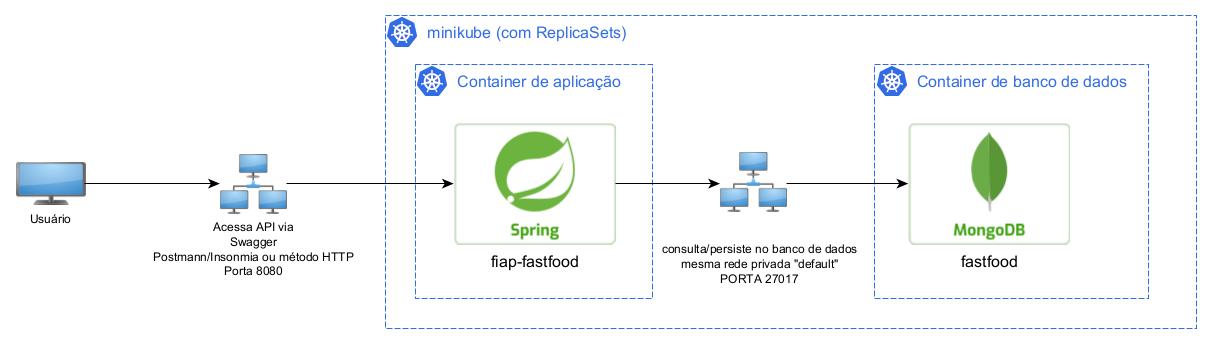 minikube (com ReplicaSets)
Container de aplicação
Container de banco de dados
Usuário
Acessa API via
Swagger
Postmann/Insonmia ou método HTTP
Porta 8080
Spring
fiap-fastfood
consulta/persiste no banco de dados
mesma rede privada "default"
PORTA 27017
MongoDB
fastfood